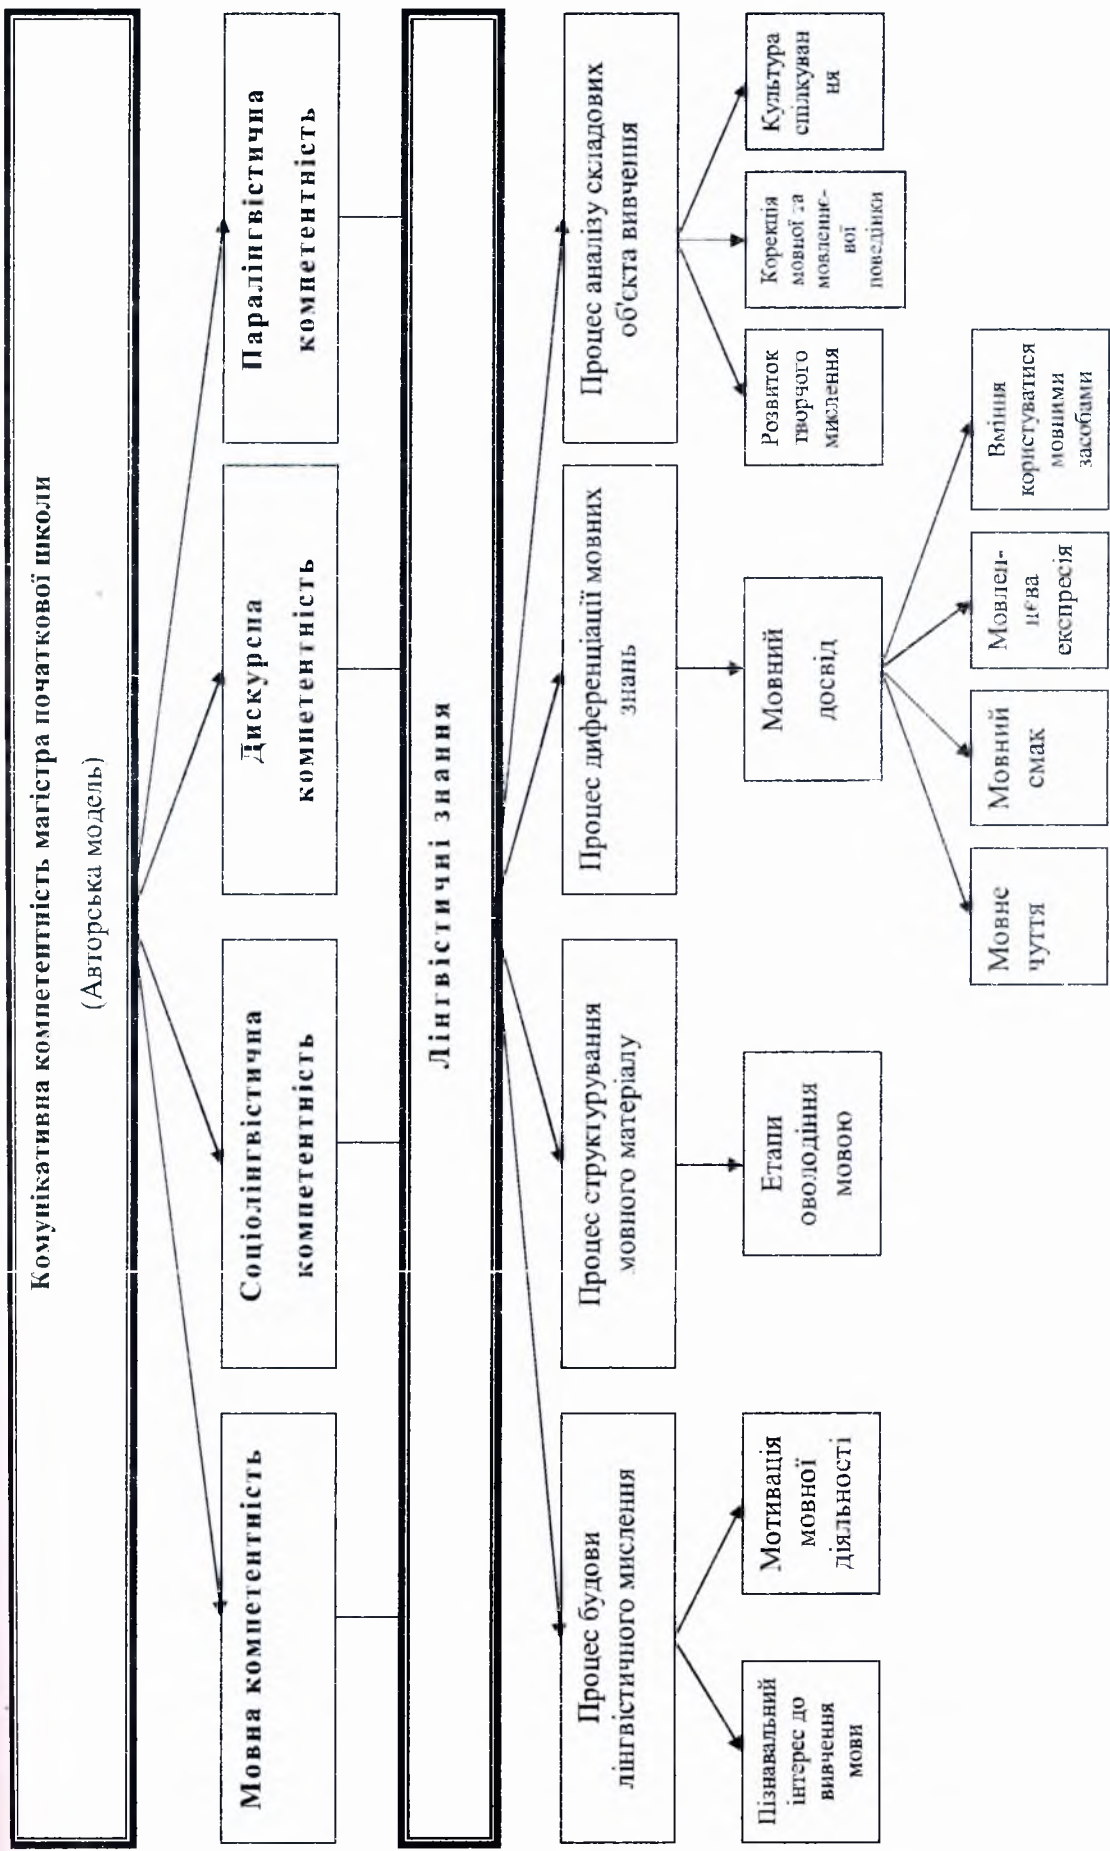 Комунікативна компетентність магістра початкової школи
(Авторська модель)
Мовна компетентність
Соціолінгвістична
компетентність
Дискурсна
компетентність
Паралінгвістична
компетентність
Лінгвістичні знання
Процес будови
лінгвістичного мислення
Процес структурування
мовного матеріалу
Процес диференціації мовних
знань
Процес аналізу складових
об'єкта вивчення
Пізнавальний
інтерес до
вивчення
мови
Мотивація
мовної
діяльності
Етапи
оволодіння
мовою
Мовний
досвід
Розвиток
творчого
мислення
Корекція
мовної та
мовленнє-
вої
поведінки
Культура
спілкуван
ня
Мовне
чуття
Мовний
смак
Мовлен-
нєва
експресія
Вміння
користуватися
мовними
засобами